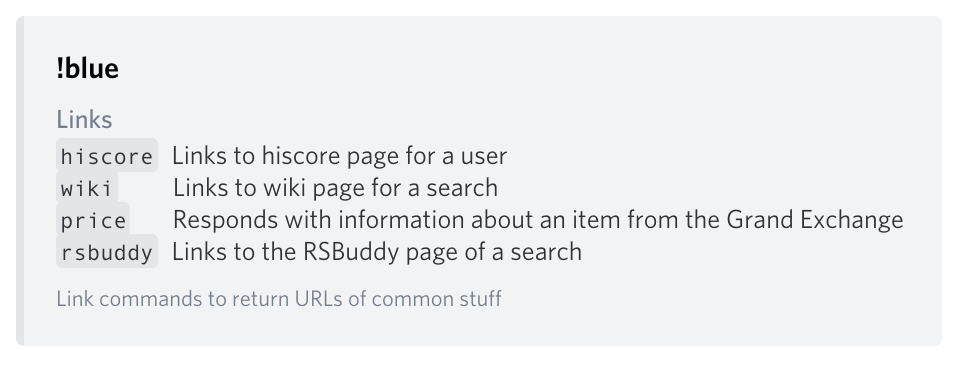 !blue
Links
hiscore Links to hiscore page for a user
wiki Links to wiki page for a search
price Responds with information about an item from the Grand Exchange
rsbuddy Links to the RSBuddy page of a search
Link commands to return URLs of common stuff